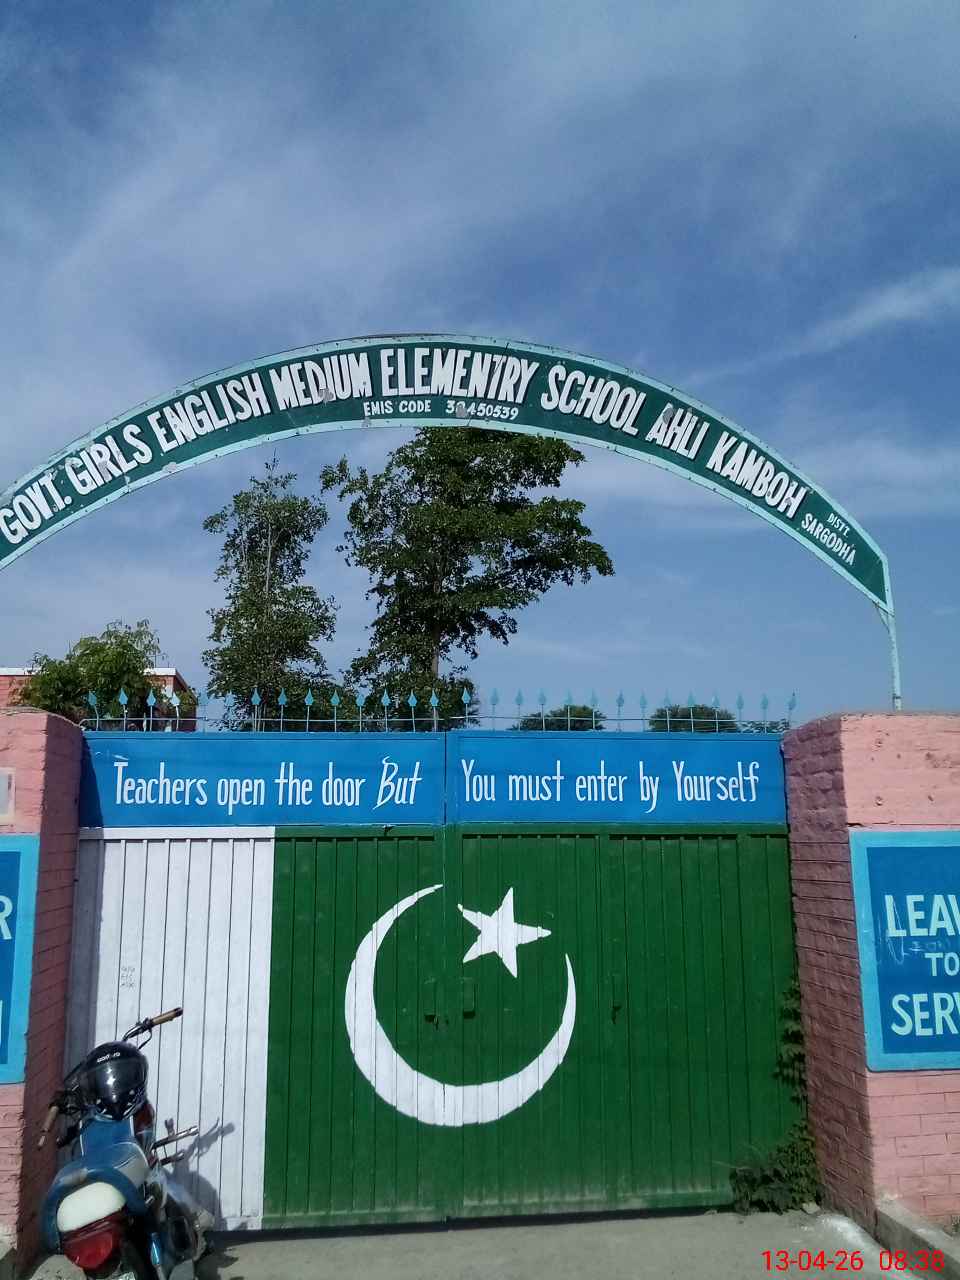 GOVT. GIRLS ENGLISH MEDIUM ELEMENTRY SCHOOL AHLI KAMBOH
DISTT.
SARGODHA
EMIS CODE 38450539
Teachers open the door But You must enter by Yourself
R
LEAV
TO
SERV
13-04-26 08:38